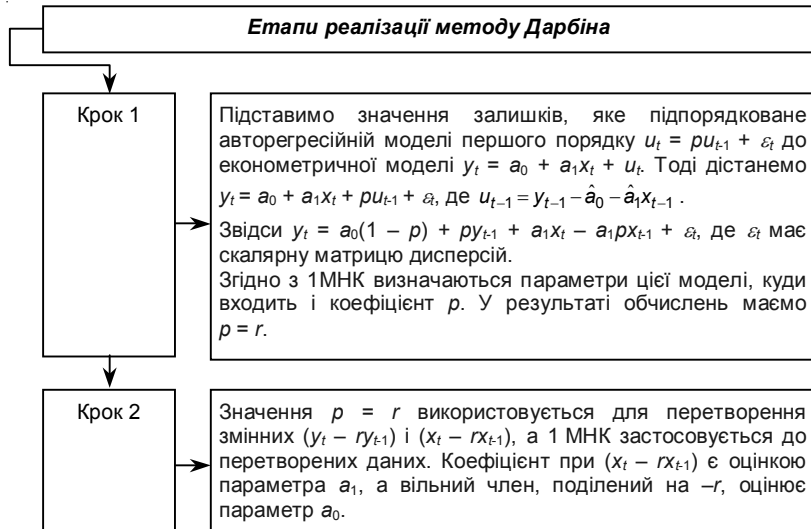 Етапи реалізації методу Дарбіна
Крок 1
Підставимо значення залишків, яке підпорядковане
авторегресійній моделі першого порядку uₜ = puₜ₋₁ + εₜ до
економетричної моделі yₜ = a₀ + a₁xₜ + uₜ. Тоді дістанемо
yₜ = a₀ + a₁xₜ + puₜ₋₁ + εₜ, де uₜ₋₁ = yₜ₋₁ − â₀ − â₁xₜ₋₁ .
Звідси yₜ = a₀(1 – p) + pyₜ₋₁ + a₁xₜ – a₁pxₜ₋₁ + εₜ, де εₜ має
скалярну матрицю дисперсій.
Згідно з 1МНК визначаються параметри цієї моделі, куди
входить і коефіцієнт p. У результаті обчислень маємо
p = r.
Крок 2
Значення p = r використовується для перетворення
змінних (yₜ – ryₜ₋₁) і (xₜ – rxₜ₋₁), а 1 МНК застосовується до
перетворених даних. Коефіцієнт при (xₜ – rxₜ₋₁) є оцінкою
параметра a₁, а вільний член, поділений на –r, оцінює
параметр a₀.